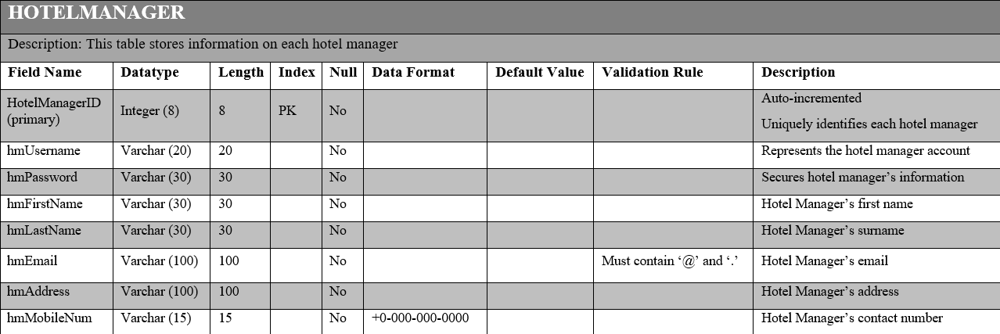 HOTELMANAGER
Description: This table stores information on each hotel manager
Field Name Datatype Length Index Null Data Format Default Value Validation Rule Description
HotelManagerID (primary) Integer (8) 8 PK No Auto-incremented
Uniquely identifies each hotel manager
hmUsername Varchar (20) 20 No Represents the hotel manager account
hmPassword Varchar (30) 30 No Secures hotel manager’s information
hmFirstName Varchar (30) 30 No Hotel Manager’s first name
hmLastName Varchar (30) 30 No Hotel Manager’s surname
hmEmail Varchar (100) 100 No Must contain ‘@’ and ‘.’ Hotel Manager’s email
hmAddress Varchar (100) 100 No Hotel Manager’s address
hmMobileNum Varchar (15) 15 No +0-000-000-0000 Hotel Manager’s contact number